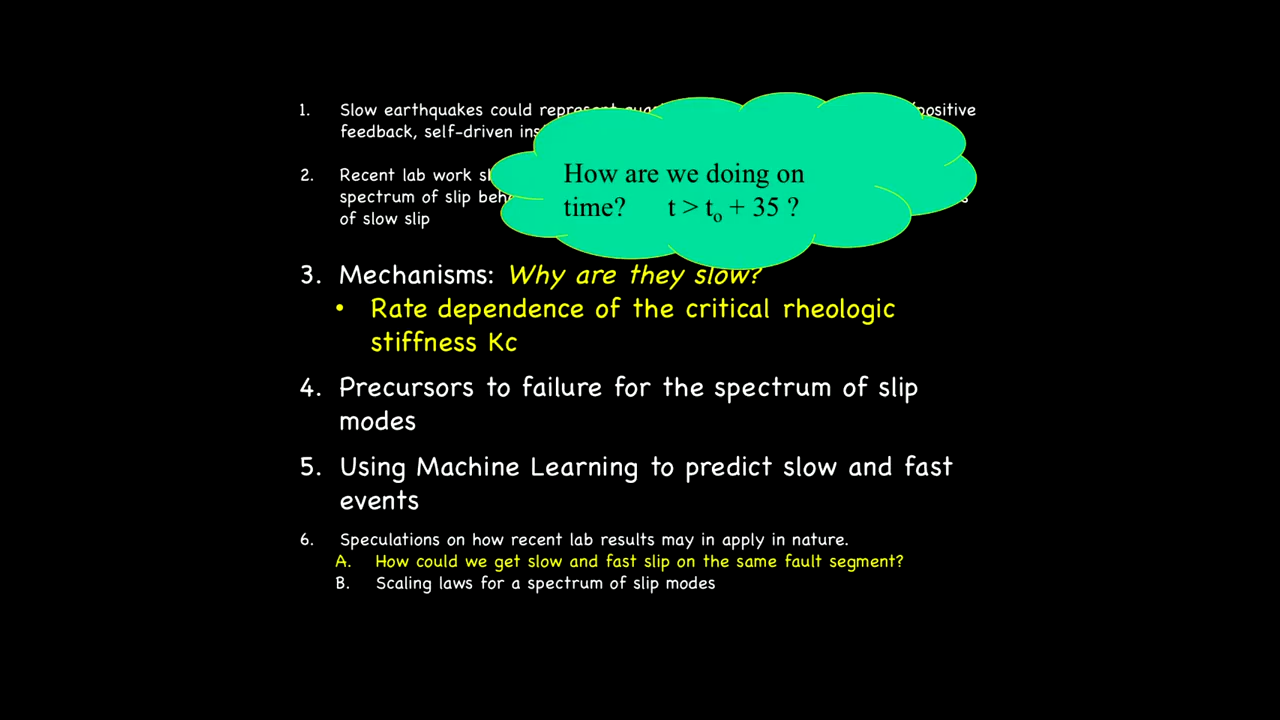 1. Slow earthquakes could represent positive
feedback, self-driven
2. Recent lab work
spectrum of slip
of slow slip
How are we doing on
time? t > to + 35 ?
3. Mechanisms: Why are they slow?
• Rate dependence of the critical rheologic
stiffness Kc
4. Precursors to failure for the spectrum of slip
modes
5. Using Machine Learning to predict slow and fast
events
6. Speculations on how recent lab results may in apply in nature.
A. How could we get slow and fast slip on the same fault segment?
B. Scaling laws for a spectrum of slip modes